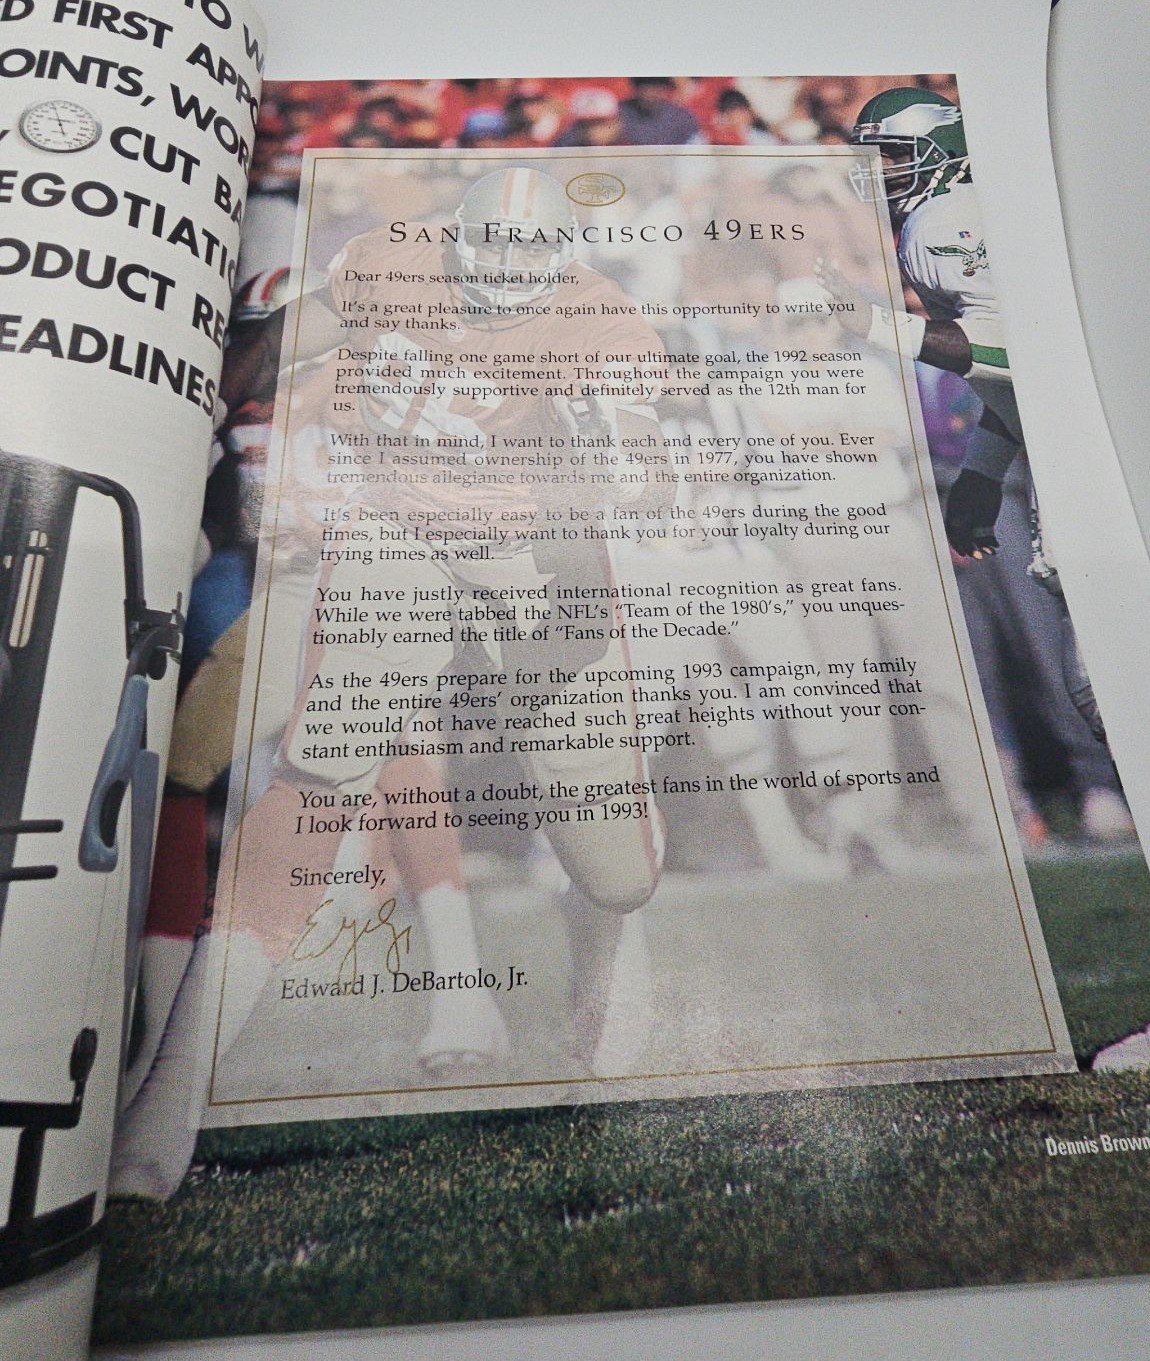 FIRST
OINTS,
CUT
SAN FRANCISCO 49ERS
Dear 49ers season ticket holder,
It's a great pleasure to once again have this opportunity to write you
and say thanks.
Despite falling one game short of our ultimate goal, the 1992 season
provided much excitement. Throughout the campaign you were
tremendously supportive and definitely served as the 12th man for
us.
With that in mind, I want to thank each and every one of you. Ever
since I assumed ownership of the 49ers in 1977, you have shown
tremendous allegiance towards me and the entire organization.
It's been especially easy to be a fan of the 49ers during the good
times, but I especially want to thank you for your loyalty during our
trying times as well.
You have justly received international recognition as great fans.
While we were tabbed the NFL's “Team of the 1980's,” you unques-
tionably earned the title of “Fans of the Decade.”
As the 49ers prepare for the upcoming 1993 campaign, my family
and the entire 49ers' organization thanks you. I am convinced that
we would not have reached such great heights without your con-
stant enthusiasm and remarkable support.
You are, without a doubt, the greatest fans in the world of sports and
I look forward to seeing you in 1993!
Sincerely,
Edward J. DeBartolo, Jr.
Dennis Brown